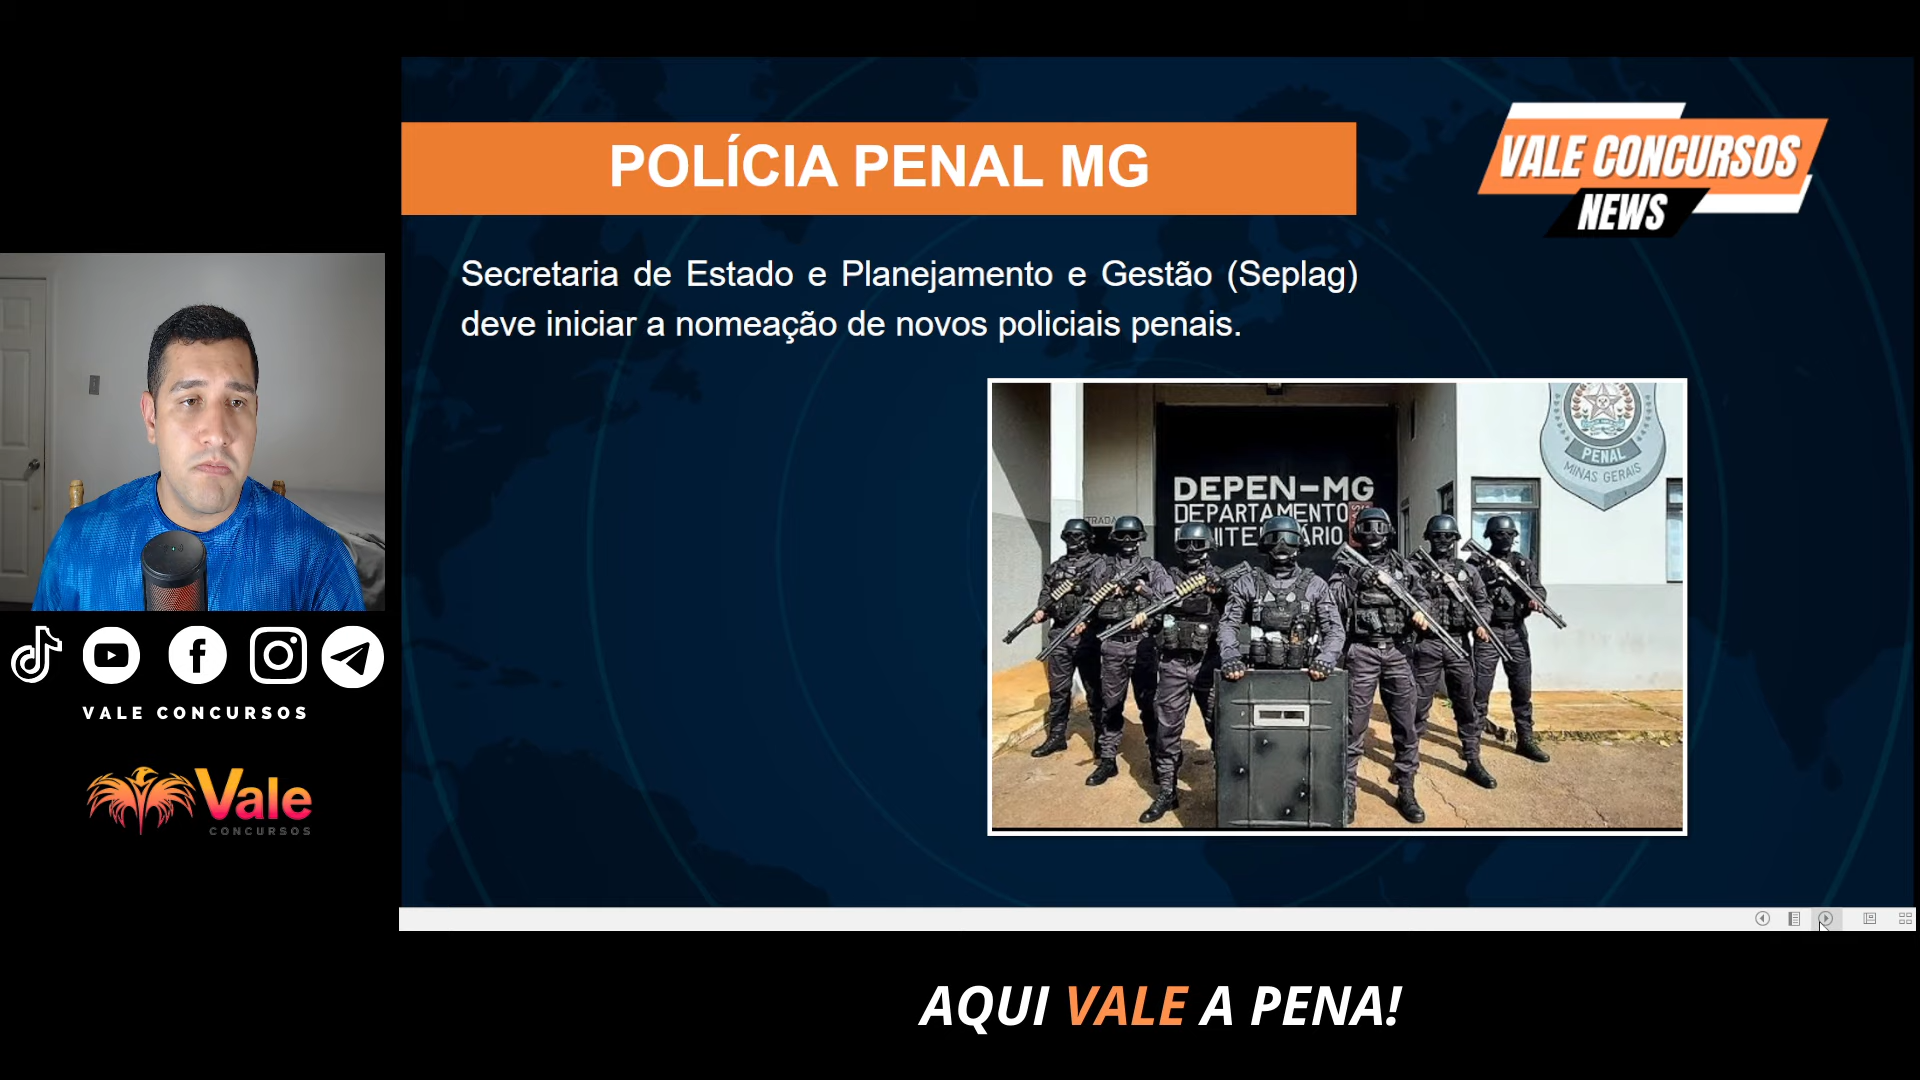 POLÍCIA PENAL MG
VALE CONCURSOS
NEWS
Secretaria de Estado e Planejamento e Gestão (Seplag)
deve iniciar a nomeação de novos policiais penais.
PENAL
MINAS GERAIS
DEPEN-MG
DEPARTAMENTO
VALE CONCURSOS
Vale
CONCURSOS
AQUI VALE A PENA!